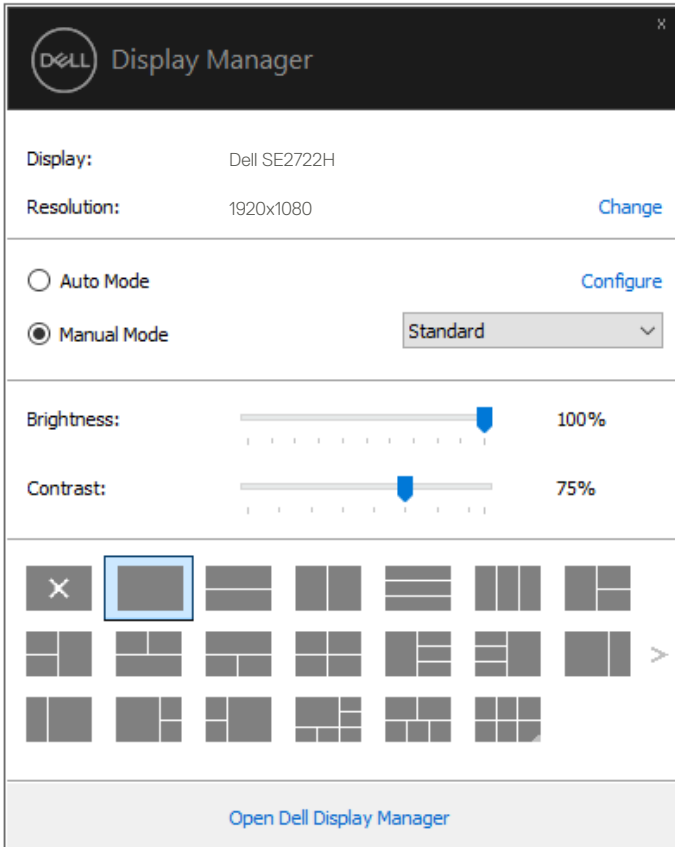 x
DELL Display Manager
Display: Dell SE2722H
Resolution: 1920x1080 Change
Auto Mode Configure
Manual Mode Standard
Brightness: 100%
Contrast: 75%
Open Dell Display Manager